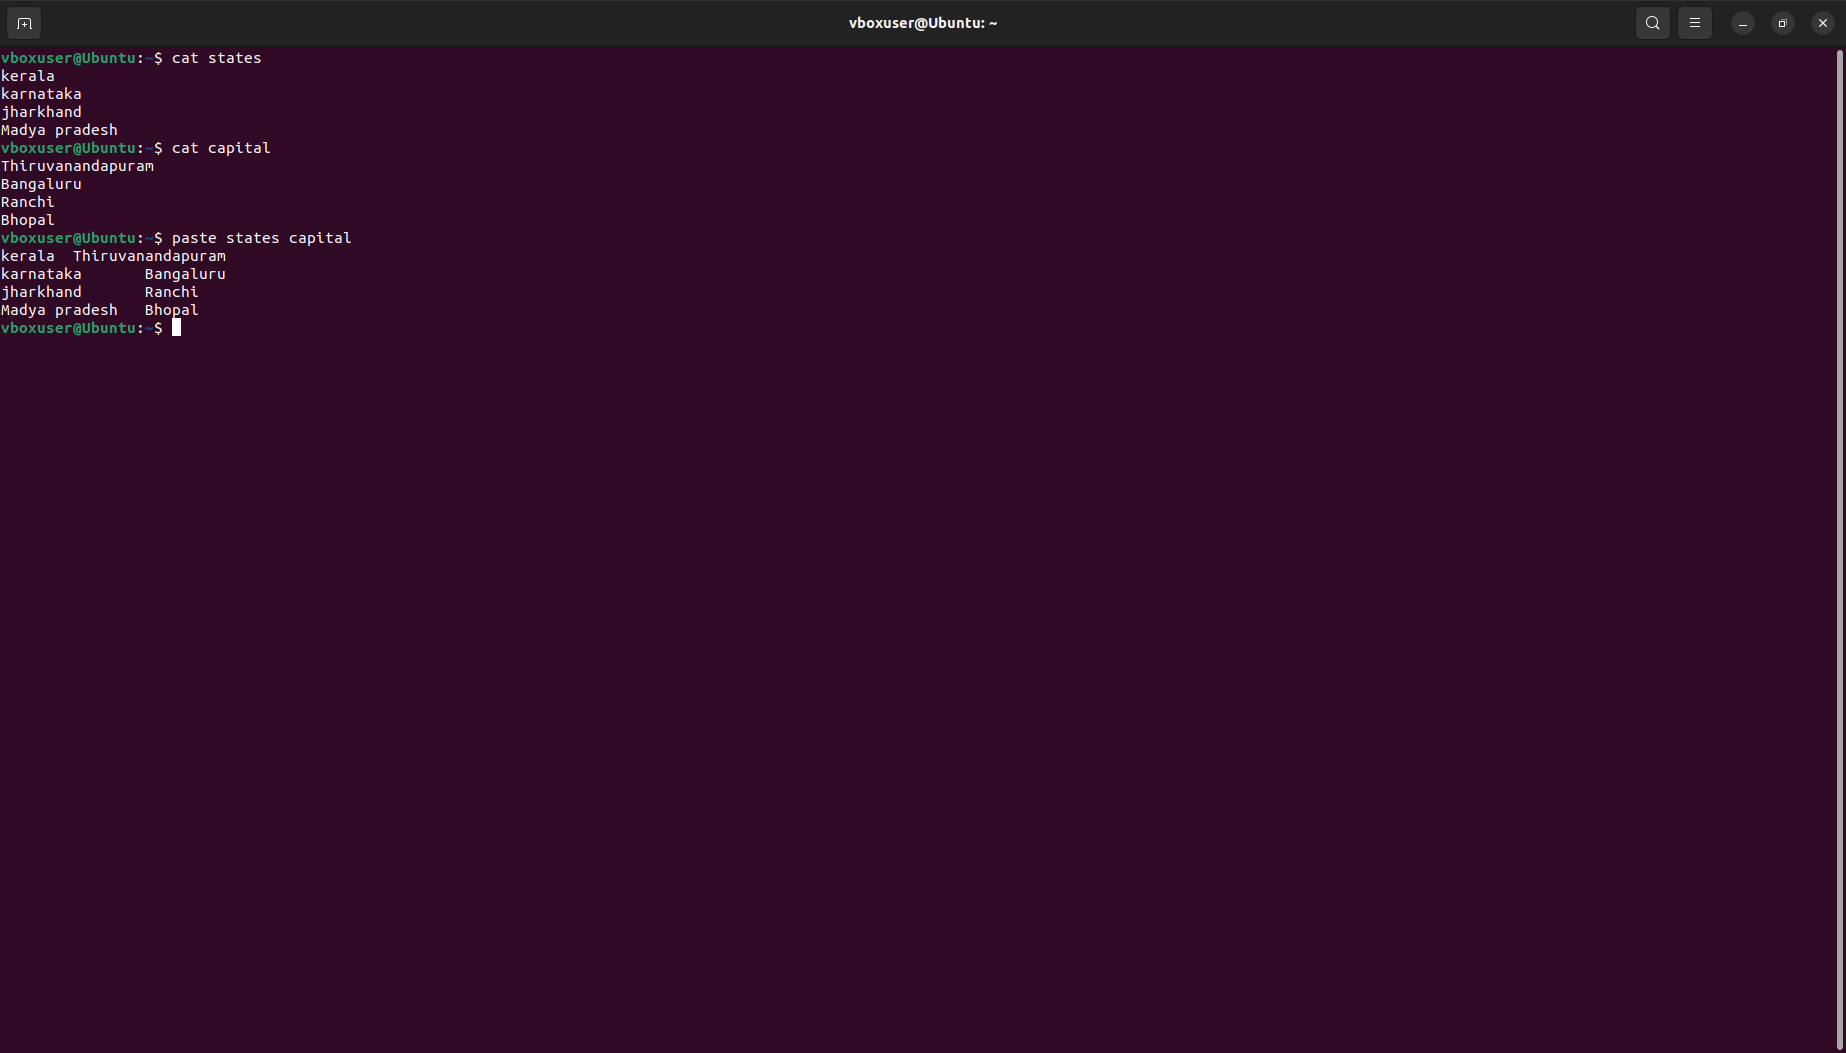 vboxuser@Ubuntu: ~
vboxuser@Ubuntu:~$ cat states
kerala
karnataka
jharkhand
Madya pradesh
vboxuser@Ubuntu:~$ cat capital
Thiruvanandapuram
Bangaluru
Ranchi
Bhopal
vboxuser@Ubuntu:~$ paste states capital
kerala  Thiruvanandapuram
karnataka       Bangaluru
jharkhand       Ranchi
Madya pradesh   Bhopal
vboxuser@Ubuntu:~$